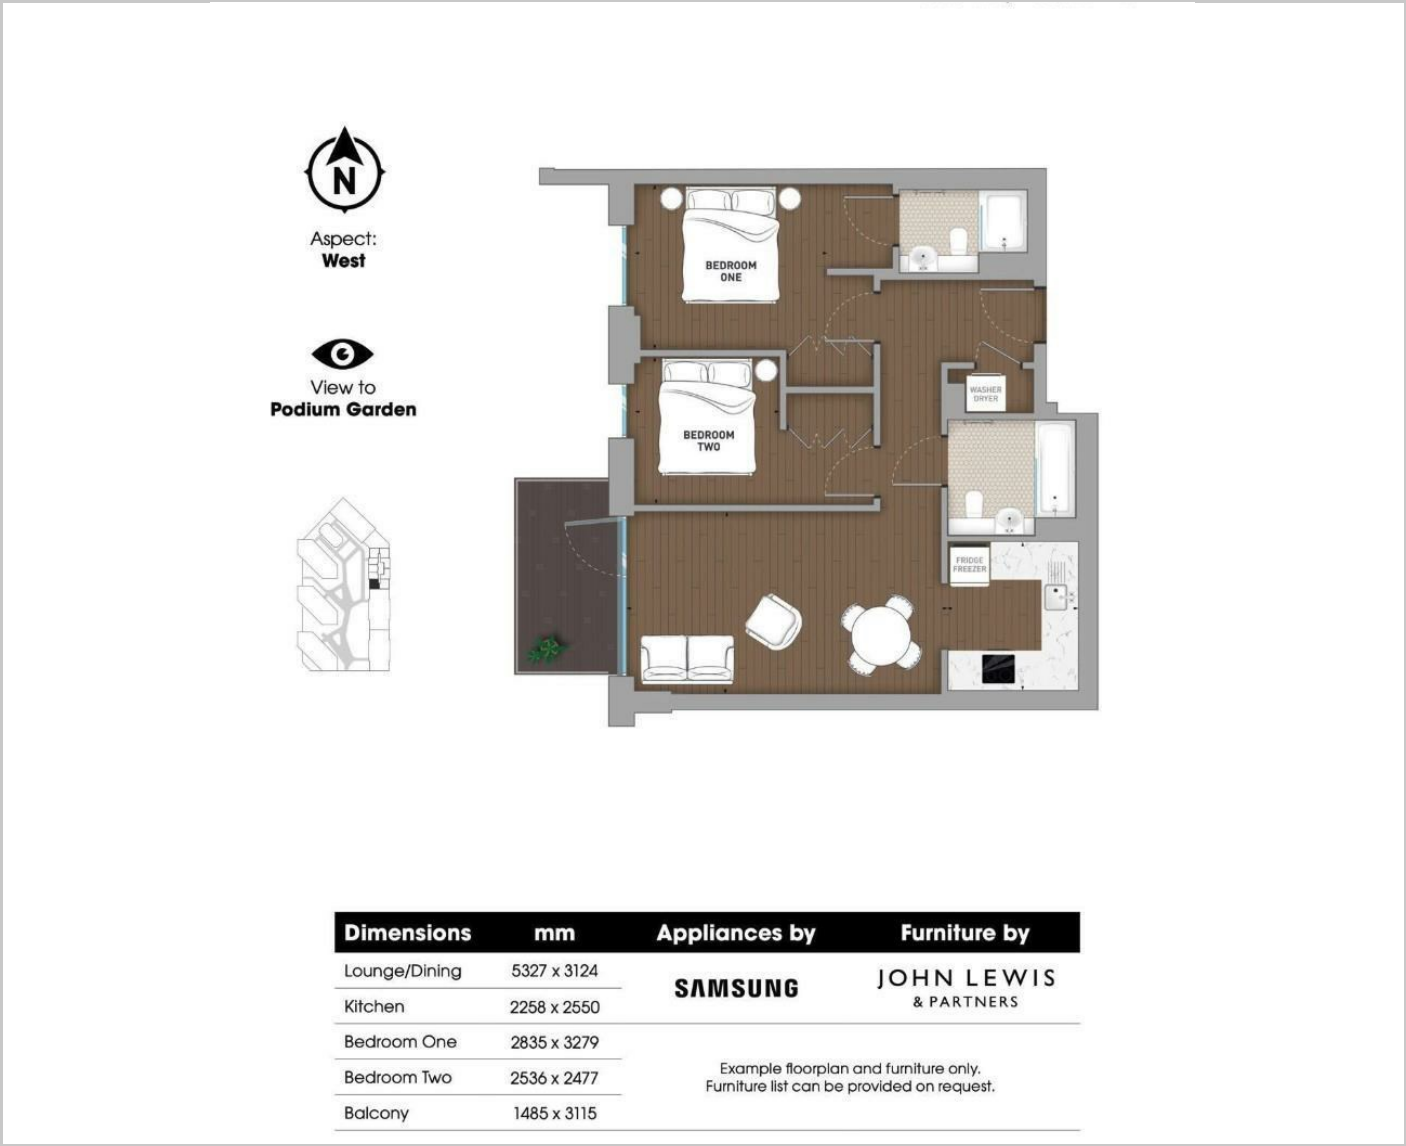 N
Aspect:
West
View to
Podium Garden
BEDROOM
ONE
WASHER
DRYER
BEDROOM
TWO
FRIDGE
FREEZER
Dimensions mm Appliances by Furniture by
Lounge/Dining 5327 x 3124
SAMSUNG
JOHN LEWIS
& PARTNERS
Kitchen 2258 x 2550
Bedroom One 2835 x 3279
Bedroom Two 2536 x 2477
Balcony 1485 x 3115
Example floorplan and furniture only.
Furniture list can be provided on request.